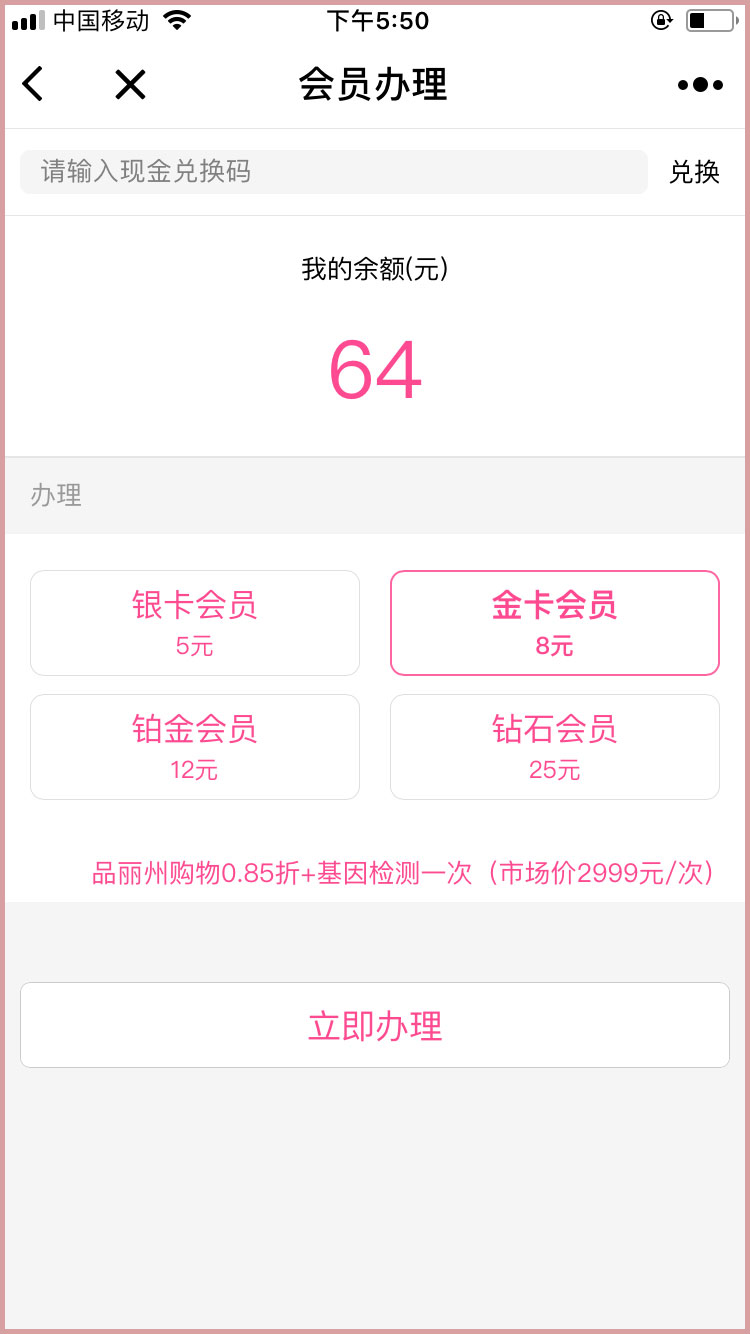 中国移动 下午5:50
会员办理
请输入现金兑换码 兑换
我的余额(元)
64
办理
银卡会员 金卡会员
5元 8元
铂金会员 钻石会员
12元 25元
品丽州购物0.85折+基因检测一次（市场价2999元/次）
立即办理